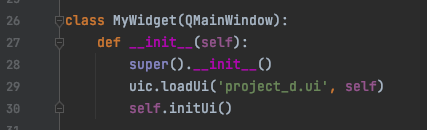 26 class MyWidget(QMainWindow):
27     def __init__(self):
28         super().__init__()
29         uic.loadUi('project_d.ui', self)
30         self.initUi()